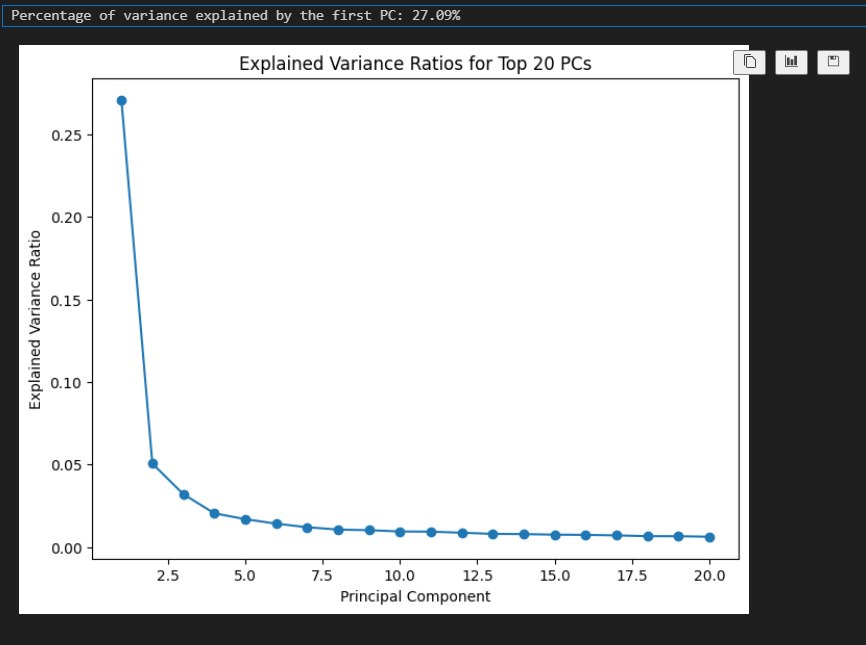 Percentage of variance explained by the first PC: 27.09%
Explained Variance Ratios for Top 20 PCs
Explained Variance Ratio
0.25
0.20
0.15
0.10
0.05
0.00
2.5 5.0 7.5 10.0 12.5 15.0 17.5 20.0
Principal Component